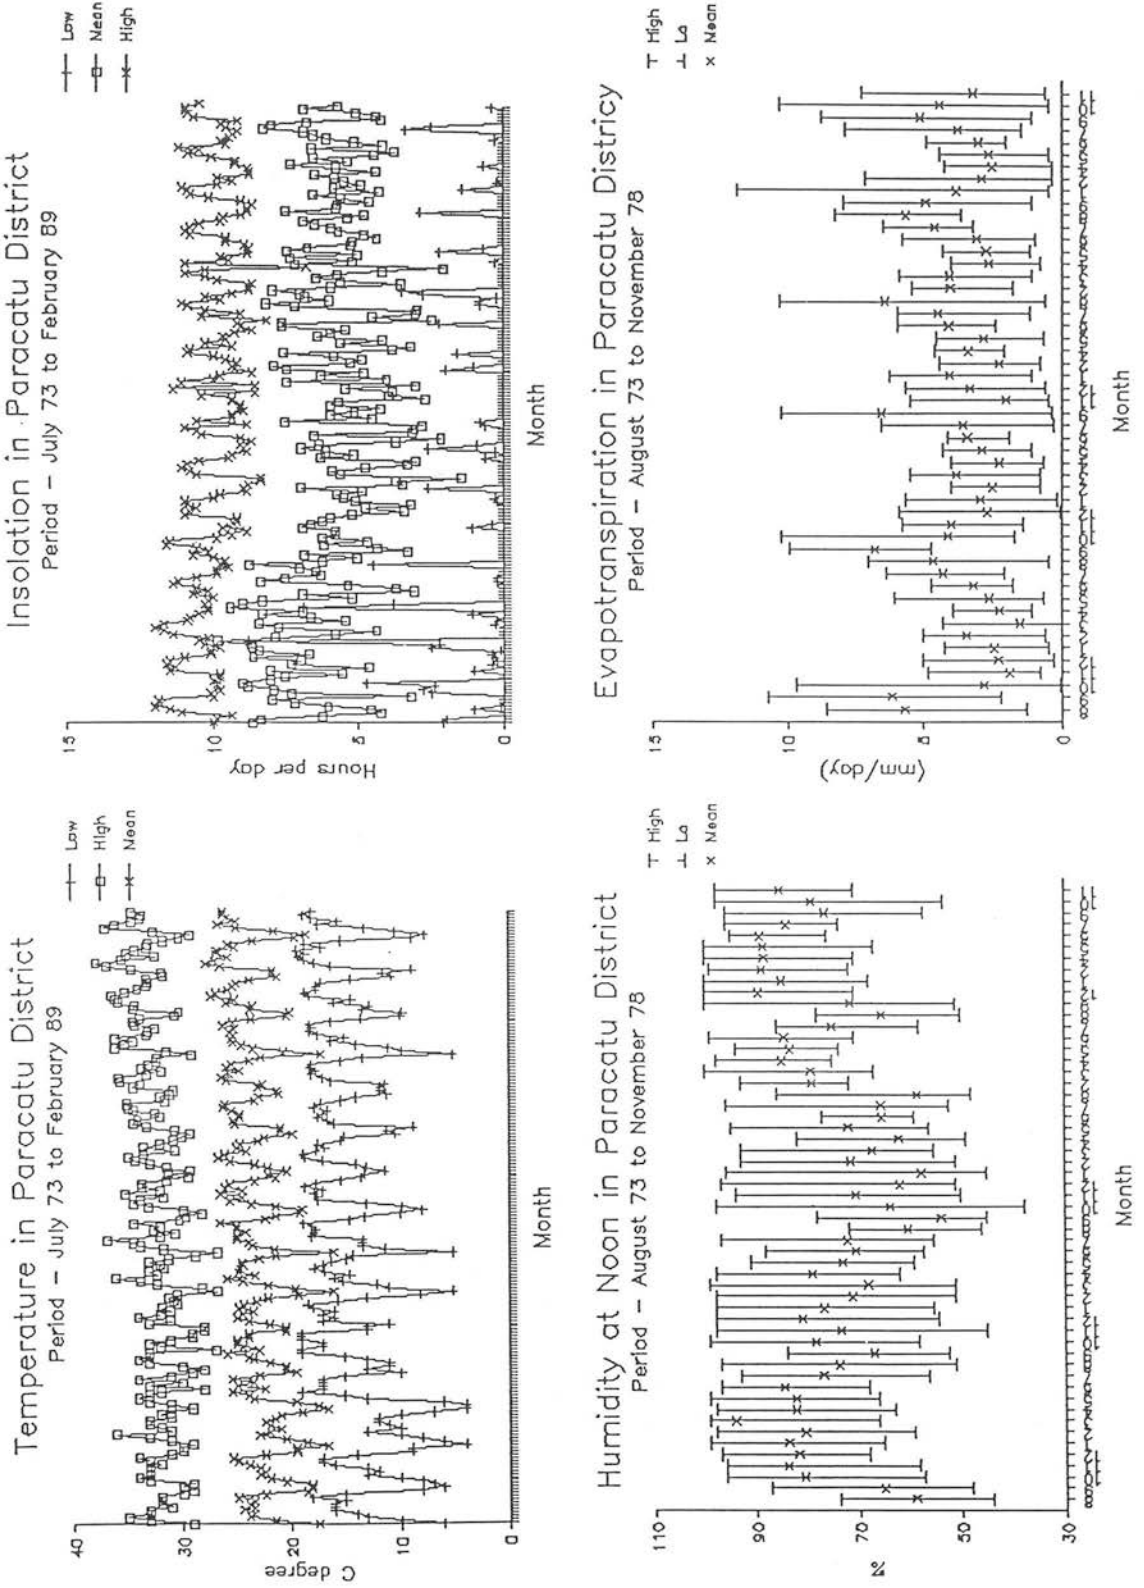 Temperature in Paracatu District
Period – July 73 to February 89
Low
High
Nean
40
30
20
10
0
C degree
Month
Insolation in Paracatu District
Period – July 73 to February 89
Low
Nean
High
15
10
5
0
Hours per day
Month
Humidity at Noon in Paracatu District
Period – August 73 to November 78
High
Lo
Nean
110
90
70
50
30
%
Month
Evapotranspiration in Paracatu Districy
Period – August 73 to November 78
High
Lo
Nean
15
10
5
0
(mm/day)
Month